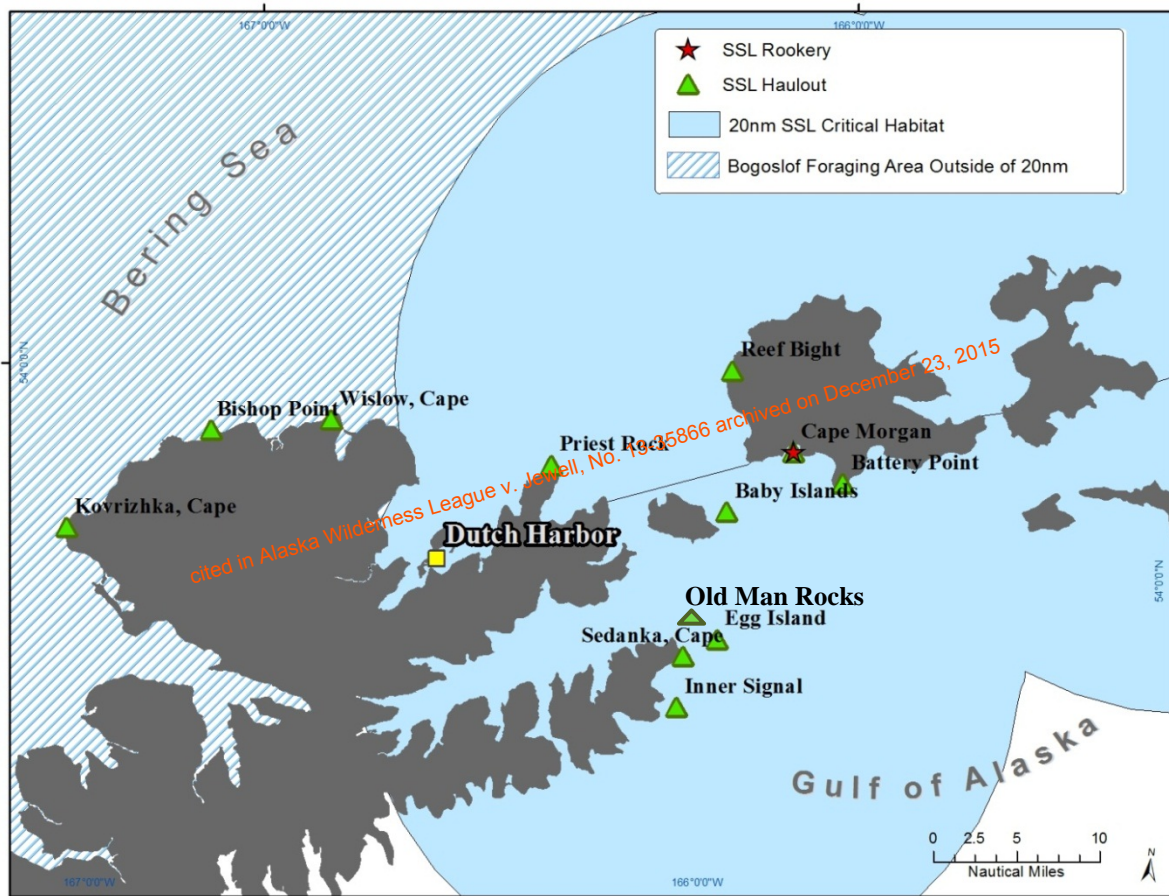 167°0'0"W
166°0'0"W
SSL Rookery
SSL Haulout
20nm SSL Critical Habitat
Bogoslof Foraging Area Outside of 20nm
Bering Sea
54°0'0"N
Reef Bight
Bishop Point
Wislow, Cape
Priest Rock
Cape Morgan
Battery Point
Kovrizhka, Cape
Baby Islands
Dutch Harbor
cited in Alaska Wilderness League v. Jewell, No. 13-35866 archived on December 23, 2015
54°0'0"N
Old Man Rocks
Egg Island
Sedanka, Cape
Inner Signal
Gulf of Alaska
0 2.5 5 10
Nautical Miles
N
167°0'0"W
166°0'0"W